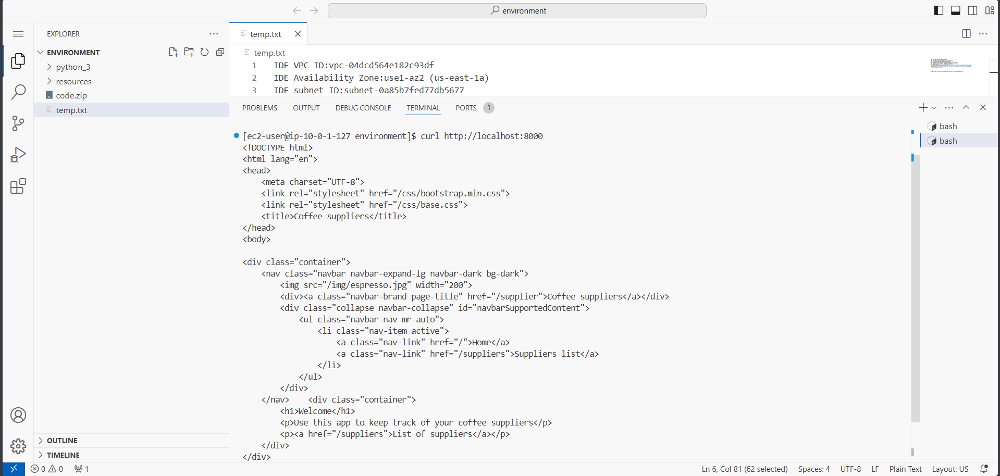 environment
EXPLORER
ENVIRONMENT
python_3
resources
code.zip
temp.txt
OUTLINE
TIMELINE
temp.txt
temp.txt
1 IDE VPC ID:vpc-04dcd564e182c93df
2 IDE Availability Zone:use1-az2 (us-east-1a)
3 IDE subnet ID:subnet-0a85b7fed77db5677
PROBLEMS OUTPUT DEBUG CONSOLE TERMINAL PORTS 1
bash
bash
[ec2-user@ip-10-0-1-127 environment]$ curl http://localhost:8000
<!DOCTYPE html>
<html lang="en">
<head>
    <meta charset="UTF-8">
    <link rel="stylesheet" href="/css/bootstrap.min.css">
    <link rel="stylesheet" href="/css/base.css">
    <title>Coffee suppliers</title>
</head>
<body>
<div class="container">
    <nav class="navbar navbar-expand-lg navbar-dark bg-dark">
        <img src="/img/espresso.jpg" width="200">
        <div><a class="navbar-brand page-title" href="/supplier">Coffee suppliers</a></div>
        <div class="collapse navbar-collapse" id="navbarSupportedContent">
            <ul class="navbar-nav mr-auto">
                <li class="nav-item active">
                    <a class="nav-link" href="/">Home</a>
                    <a class="nav-link" href="/suppliers">Suppliers list</a>
                </li>
            </ul>
        </div>
    </nav>    <div class="container">
        <h1>Welcome</h1>
        <p>Use this app to keep track of your coffee suppliers</p>
        <p><a href="/suppliers">List of suppliers</a></p>
    </div>
</div>
0 0 1
Ln 6, Col 81 (62 selected) Spaces: 4 UTF-8 LF Plain Text Layout: US